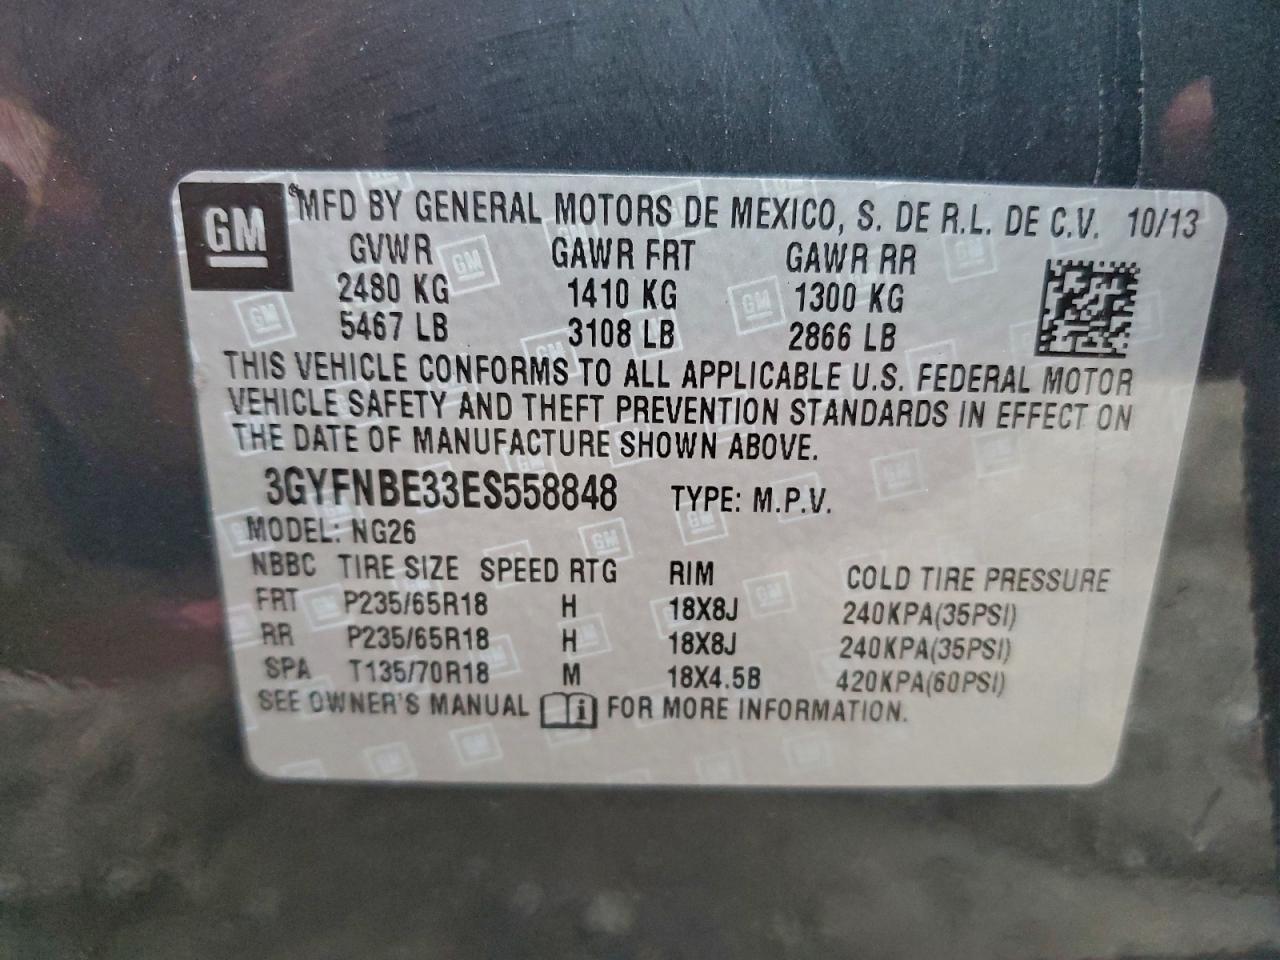 GM ® MFD BY GENERAL MOTORS DE MEXICO, S. DE R.L. DE C.V. 10/13
GVWR GAWR FRT GAWR RR
2480 KG 1410 KG 1300 KG
5467 LB 3108 LB 2866 LB
THIS VEHICLE CONFORMS TO ALL APPLICABLE U.S. FEDERAL MOTOR
VEHICLE SAFETY AND THEFT PREVENTION STANDARDS IN EFFECT ON
THE DATE OF MANUFACTURE SHOWN ABOVE.
3GYFNBE33ES558848 TYPE: M.P.V.
MODEL: NG26
NBBC TIRE SIZE SPEED RTG RIM COLD TIRE PRESSURE
FRT P235/65R18 H 18X8J 240KPA(35PSI)
RR P235/65R18 H 18X8J 240KPA(35PSI)
SPA T135/70R18 M 18X4.5B 420KPA(60PSI)
SEE OWNER'S MANUAL i FOR MORE INFORMATION.